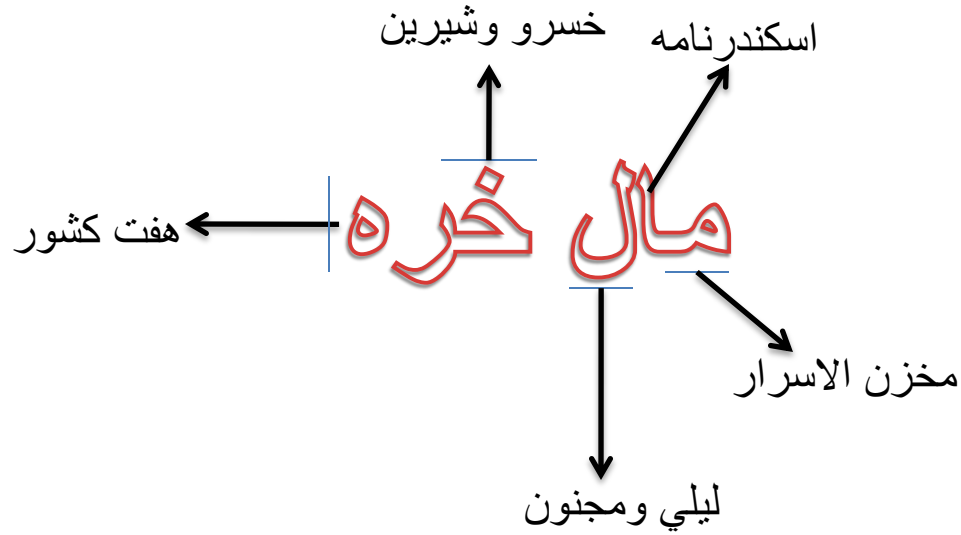 خسرو وشيرين
اسكندرنامه
مال خره
هفت كشور
مخزن الاسرار
ليلي ومجنون